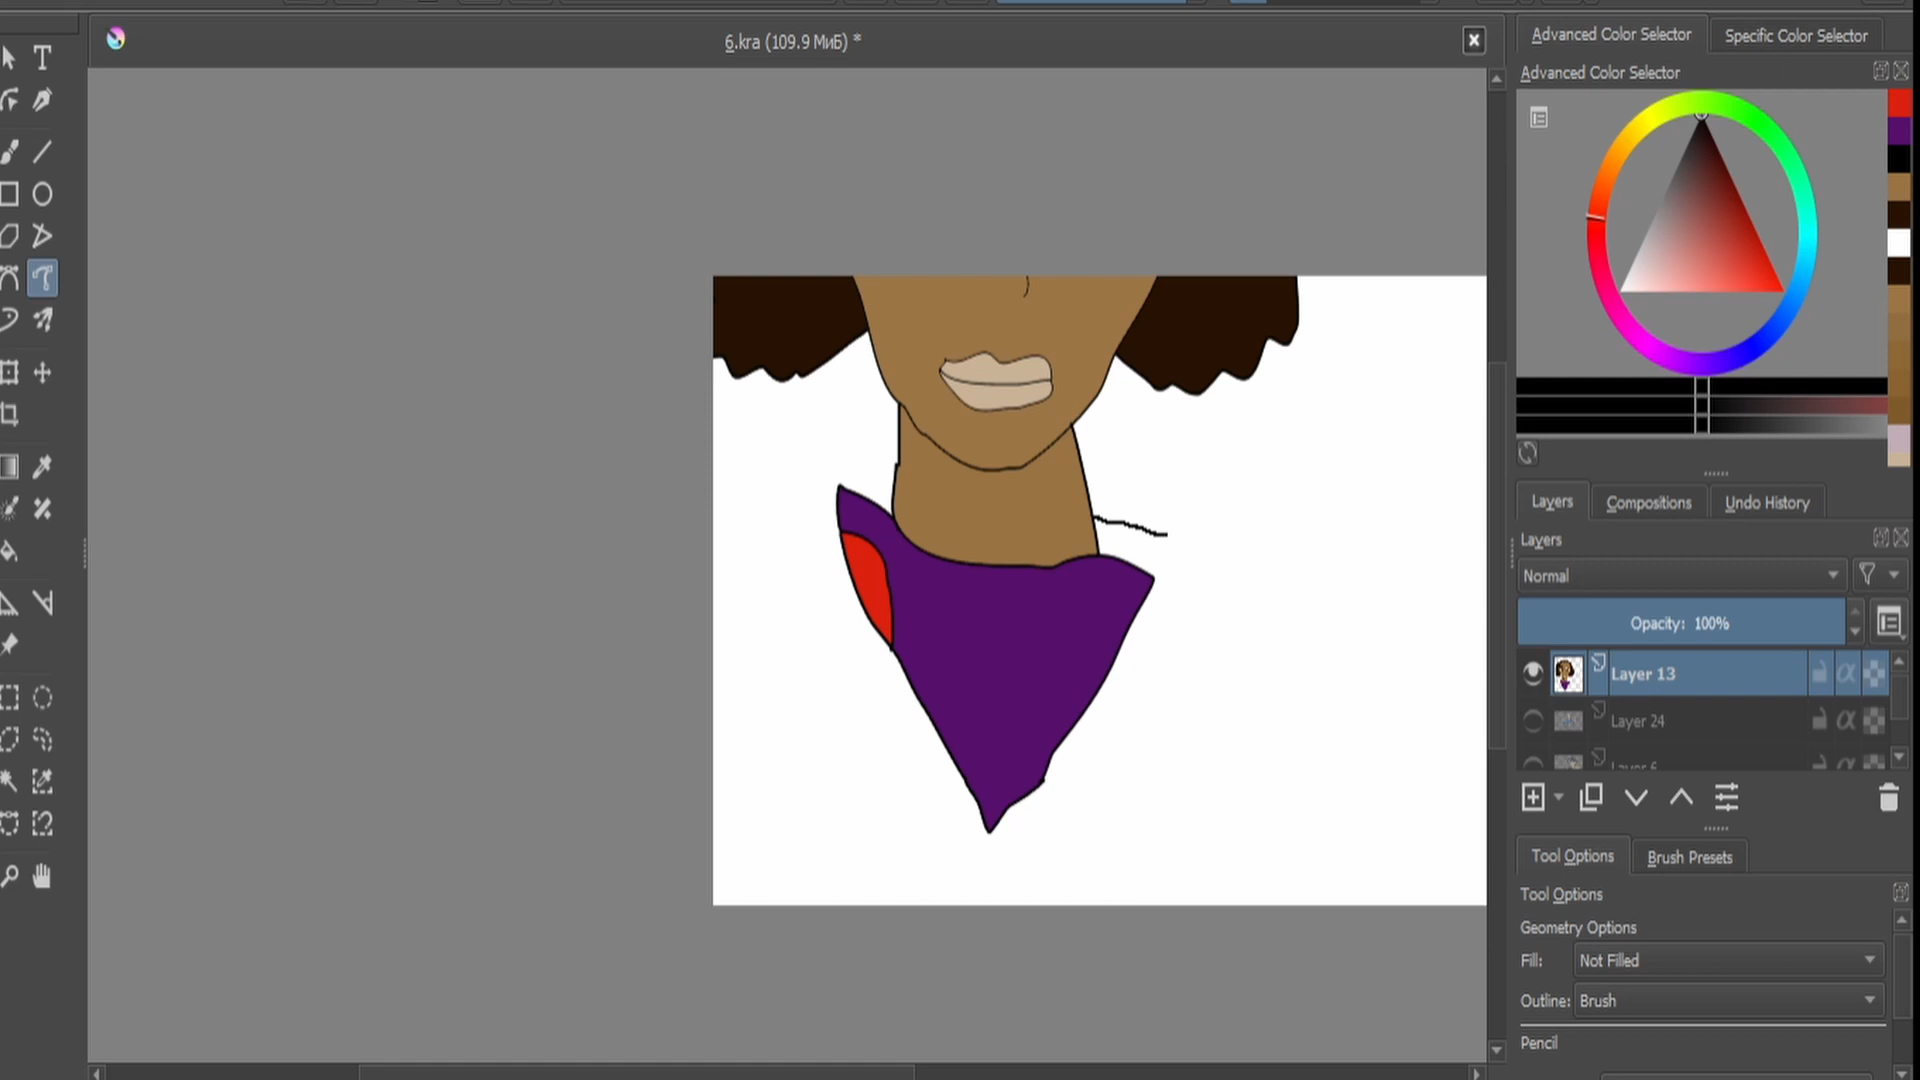 6.kra (109.9 МиБ) *
Advanced Color Selector
Specific Color Selector
Advanced Color Selector
Layers
Compositions
Undo History
Layers
Normal
Opacity: 100%
Layer 13
Layer 24
Layer 6
Tool Options
Brush Presets
Tool Options
Geometry Options
Fill: Not Filled
Outline: Brush
Pencil